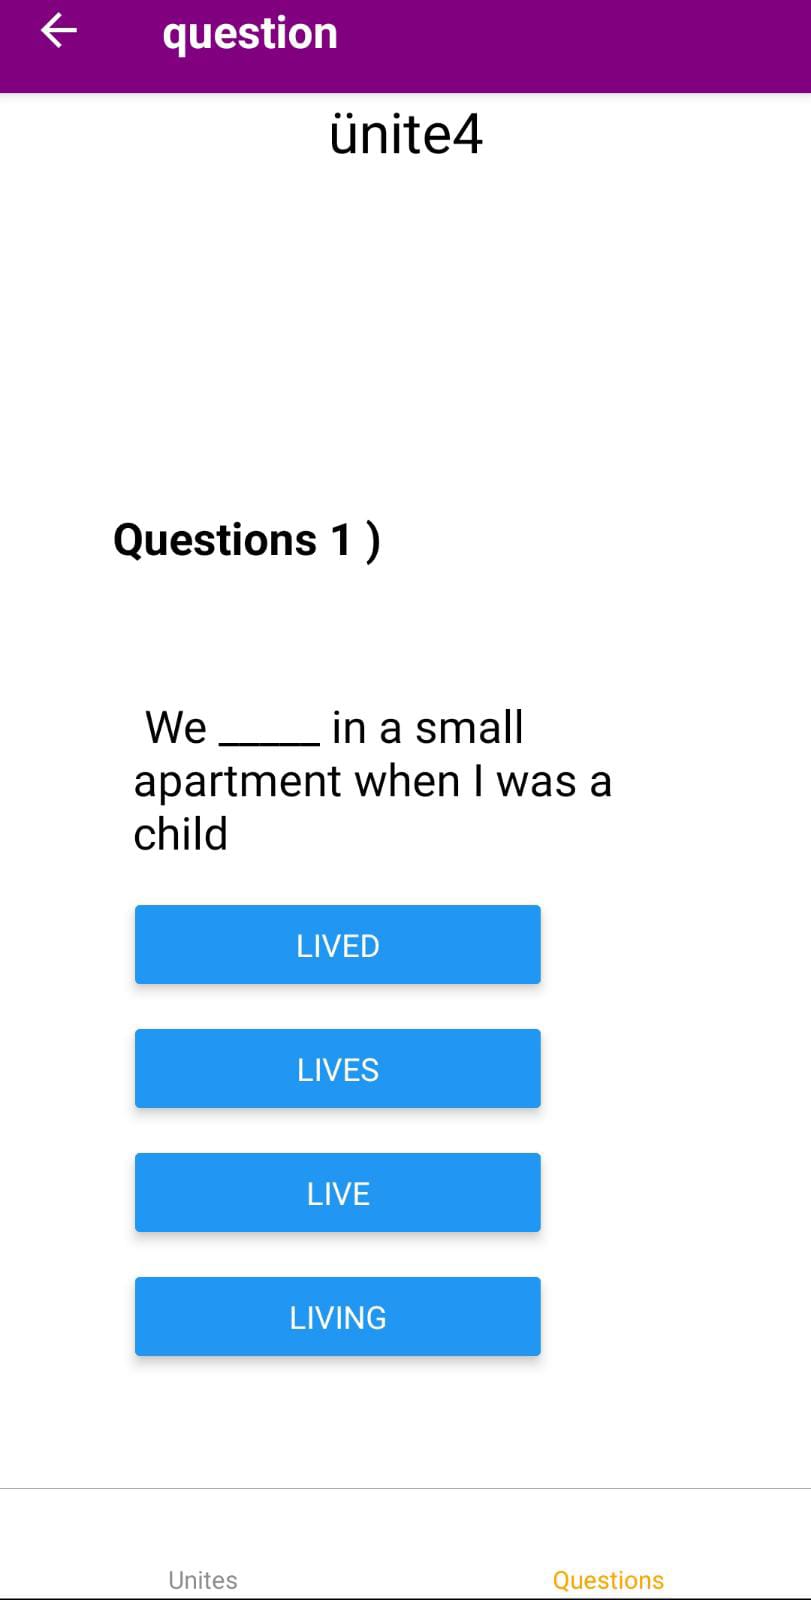 question
ünite4
Questions 1 )
We _____ in a small
apartment when I was a
child
LIVED
LIVES
LIVE
LIVING
Unites
Questions